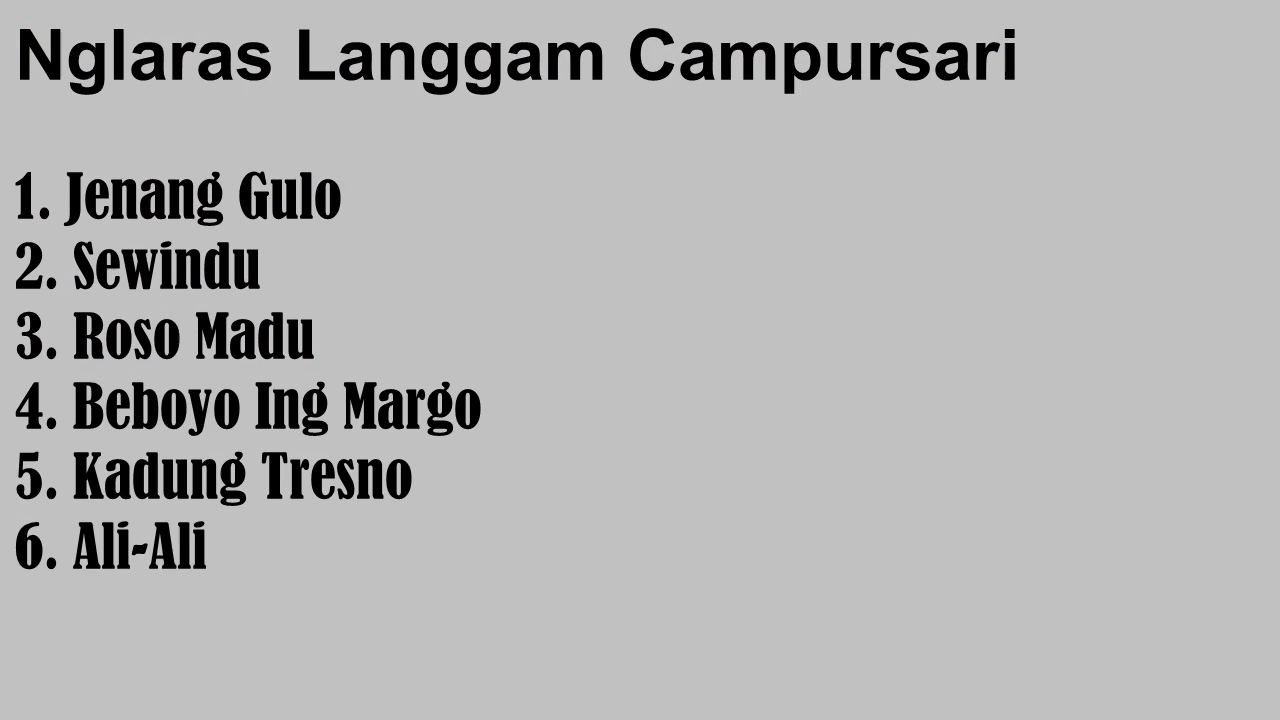 Nglaras Langgam Campursari
1. Jenang Gulo
2. Sewindu
3. Roso Madu
4. Beboyo Ing Margo
5. Kadung Tresno
6. Ali-Ali